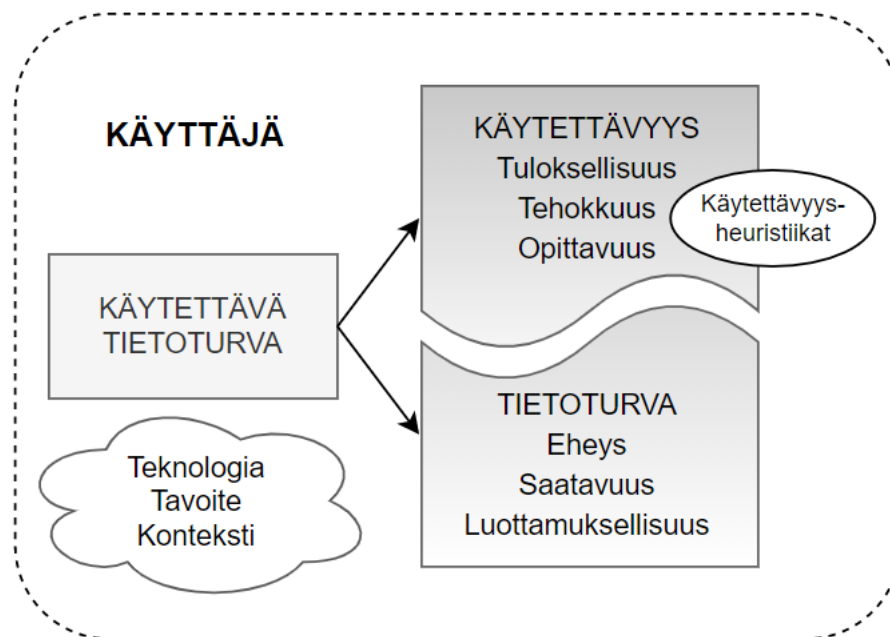 KÄYTTÄJÄ
KÄYTETTÄVÄ
TIETOTURVA
Teknologia
Tavoite
Konteksti
KÄYTETTÄVYYS
Tuloksellisuus
Tehokkuus
Opittavuus
Käytettävyys-
heuristiikat
TIETOTURVA
Eheys
Saatavuus
Luottamuksellisuus